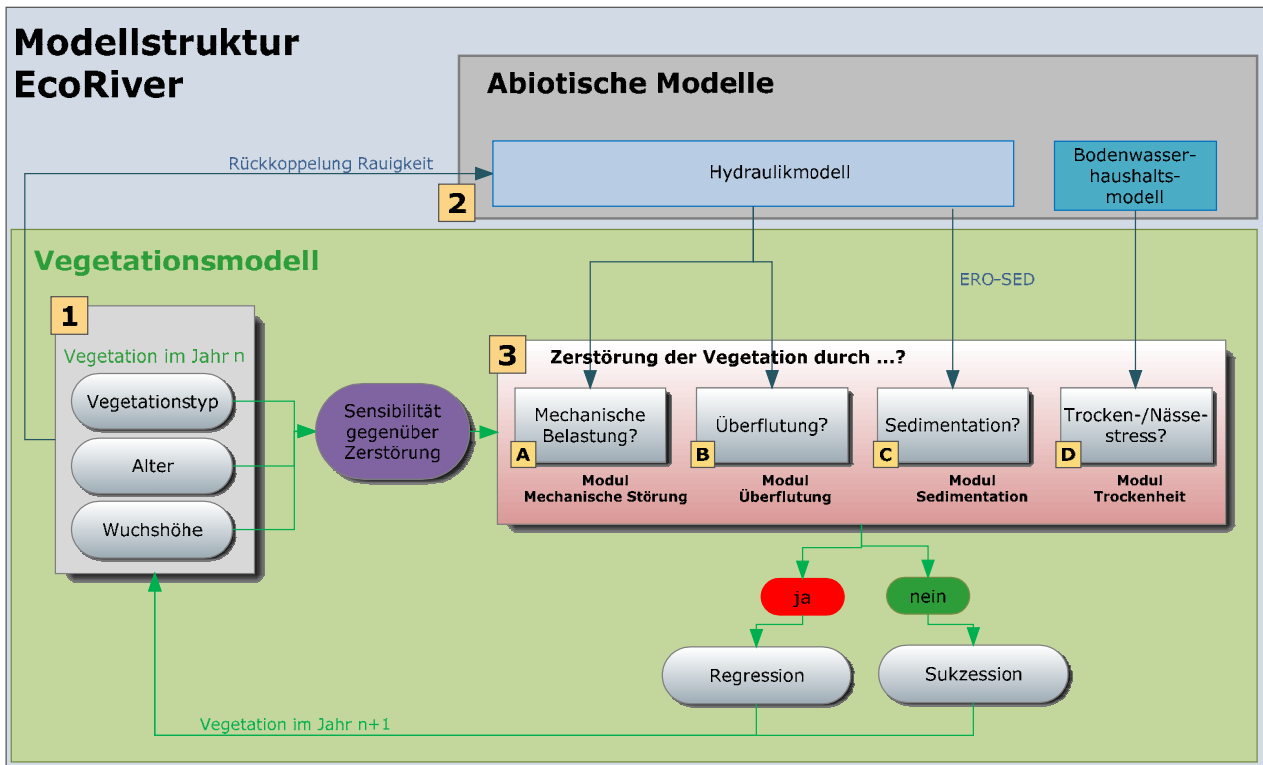 Modellstruktur
EcoRiver
Abiotische Modelle
Rückkoppelung Rauigkeit
2
Hydraulikmodell
Bodenwasser-
haushalts-
modell
Vegetationsmodell
ERO-SED
1
Vegetation im Jahr n
Vegetationstyp
Alter
Wuchshöhe
Sensibilität
gegenüber
Zerstörung
3
Zerstörung der Vegetation durch ...?
Mechanische
Belastung?
A
Modul
Mechanische Störung
Überflutung?
B
Modul
Überflutung
Sedimentation?
C
Modul
Sedimentation
Trocken-/Nässe-
stress?
D
Modul
Trockenheit
ja
nein
Regression
Sukzession
Vegetation im Jahr n+1